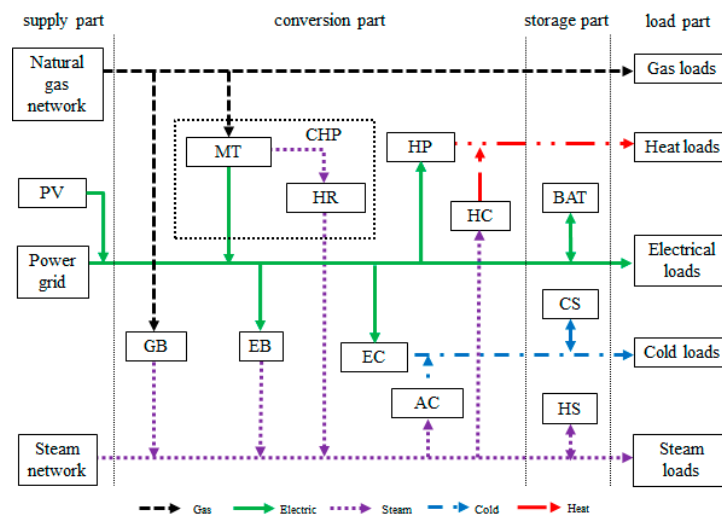 supply part
conversion part
storage part
load part
Natural
gas
network
Gas loads
CHP
MT
HP
Heat loads
PV
HR
HC
BAT
Power
grid
Electrical
loads
CS
GB
EB
EC
Cold loads
AC
HS
Steam
network
Steam
loads
Gas
Electric
Steam
Cold
Heat